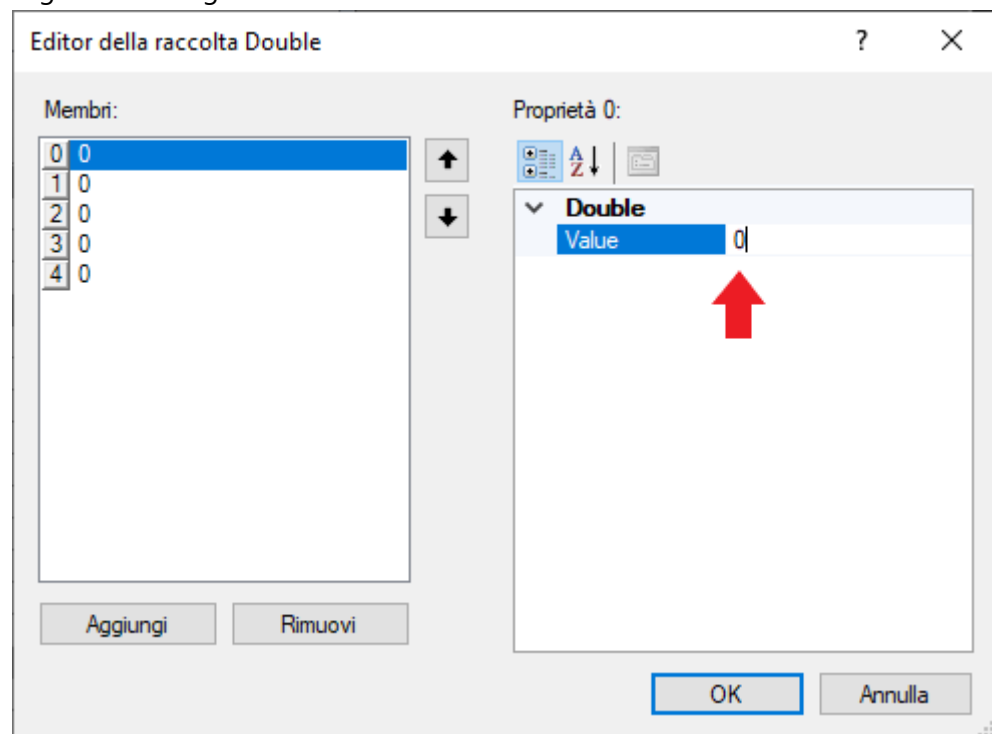 Editor della raccolta Double ? ×
Membri:
Proprietà 0:
0 0
1 0
2 0
3 0
4 0
A Z
Double
Value 0
Aggiungi Rimuovi
OK Annulla